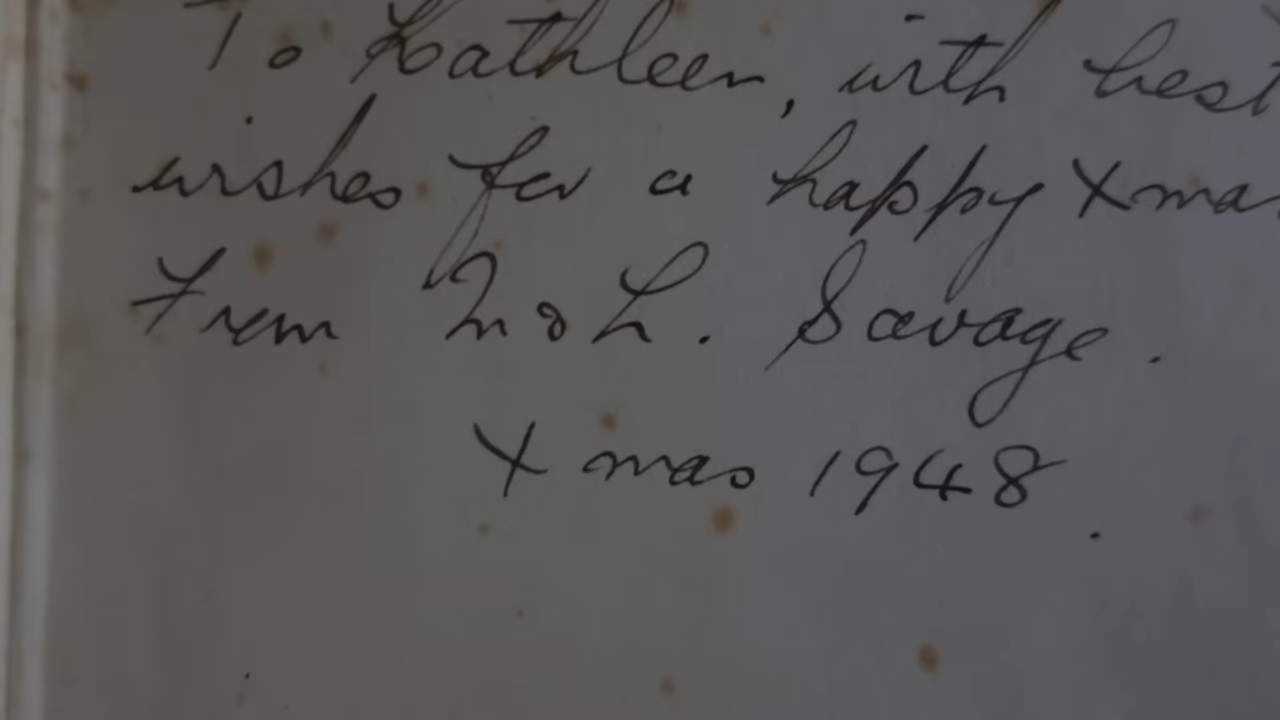 To Kathleen, with best
wishes for a happy Xmas
From M & L. Savage.
Xmas 1948.